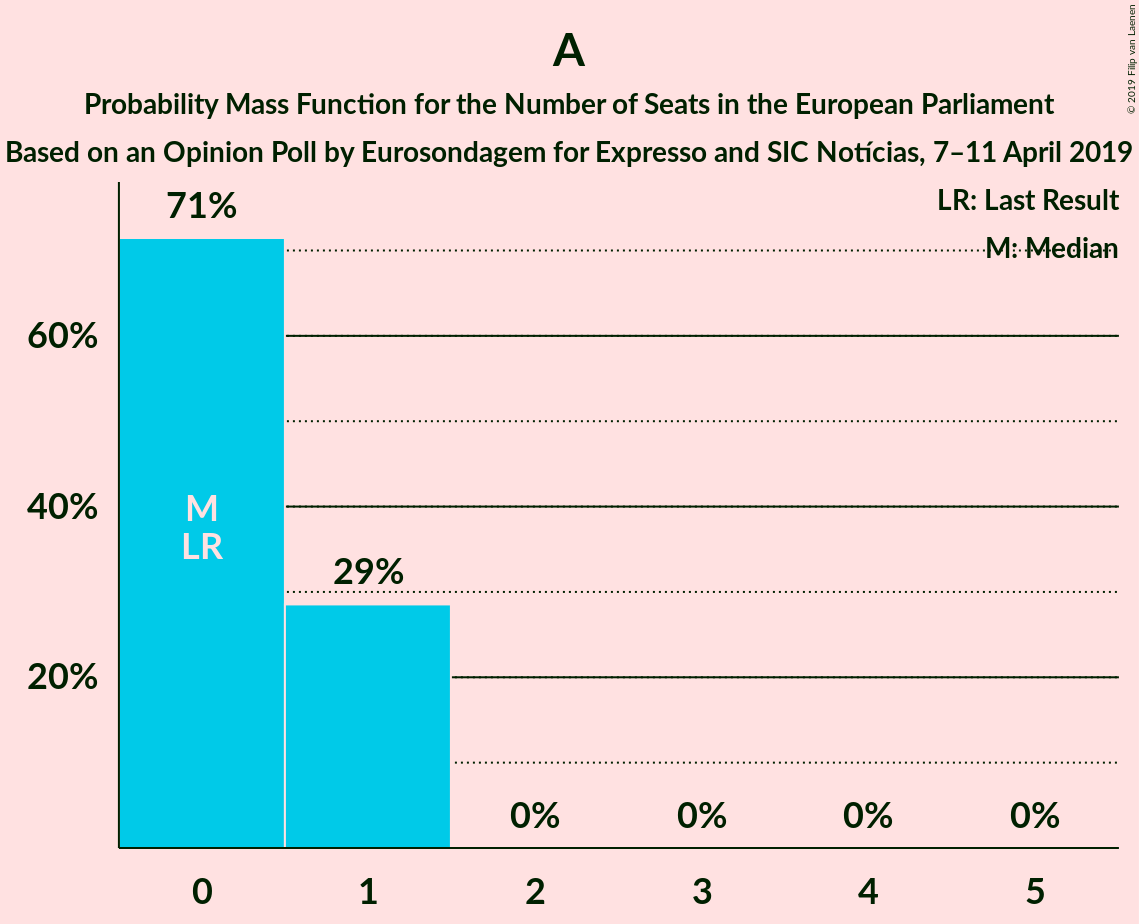 A
Probability Mass Function for the Number of Seats in the European Parliament
Based on an Opinion Poll by Eurosondagem for Expresso and SIC Notícias, 7–11 April 2019
© 2019 Filip van Laenen
LR: Last Result
M: Median
71%
60%
40%
20%
M
LR
29%
0% 0% 0% 0%
0 1 2 3 4 5